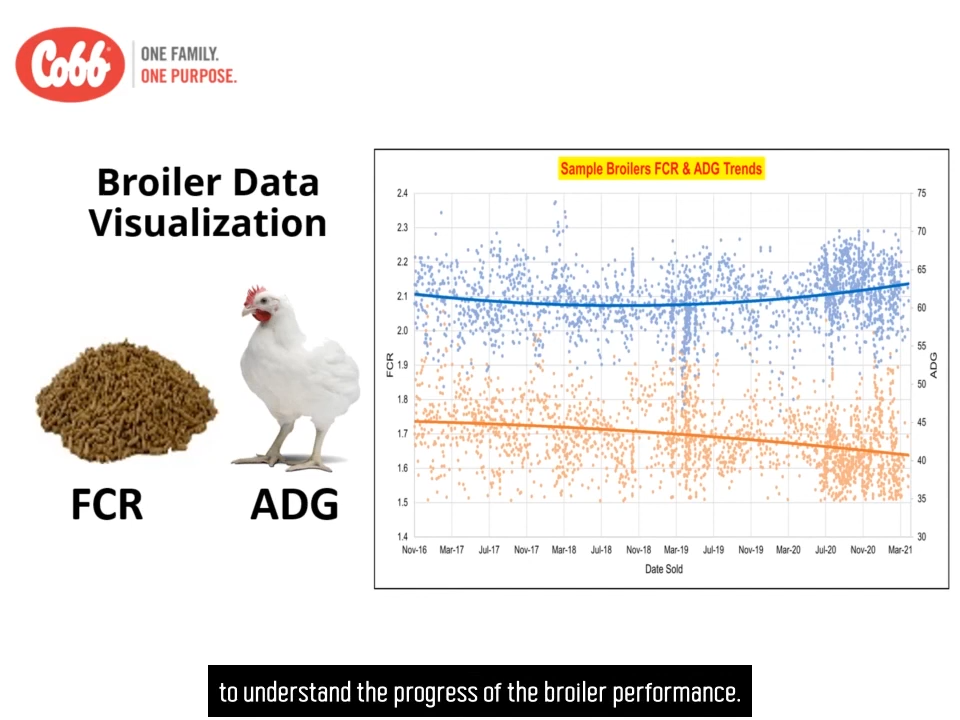 Cobb
ONE FAMILY.
ONE PURPOSE.
Broiler Data
Visualization
FCR
ADG
Sample Broilers FCR & ADG Trends
2.4
2.3
2.2
2.1
2.0
1.9
1.8
1.7
1.6
1.5
1.4
FCR
75
70
65
60
55
50
45
40
35
30
ADG
Nov-16 Mar-17 Jul-17 Nov-17 Mar-18 Jul-18 Nov-18 Mar-19 Jul-19 Nov-19 Mar-20 Jul-20 Nov-20 Mar-21
Date Sold
to understand the progress of the broiler performance.